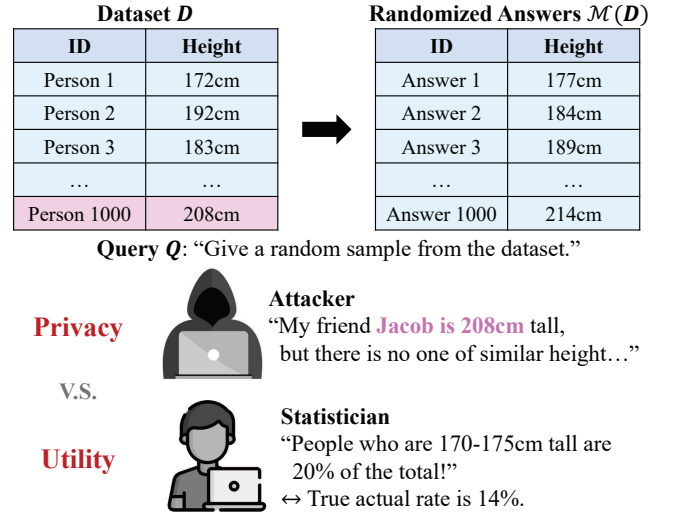 Dataset D
Randomized Answers M(D)
ID Height
Person 1 172cm
Person 2 192cm
Person 3 183cm
... ...
Person 1000 208cm
ID Height
Answer 1 177cm
Answer 2 184cm
Answer 3 189cm
... ...
Answer 1000 214cm
Query Q: “Give a random sample from the dataset.”
Privacy
V.S.
Utility
Attacker
“My friend Jacob is 208cm tall,
but there is no one of similar height…”
Statistician
“People who are 170-175cm tall are
20% of the total!”
↔ True actual rate is 14%.